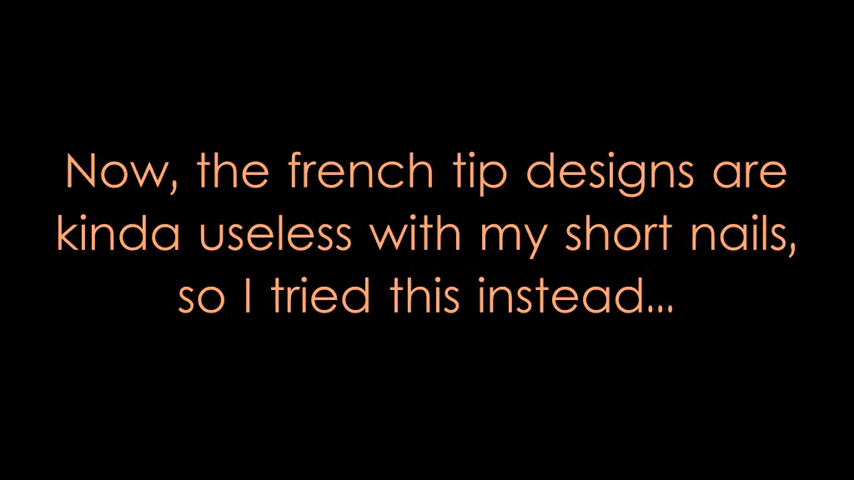 Now, the french tip designs are
kinda useless with my short nails,
so I tried this instead...